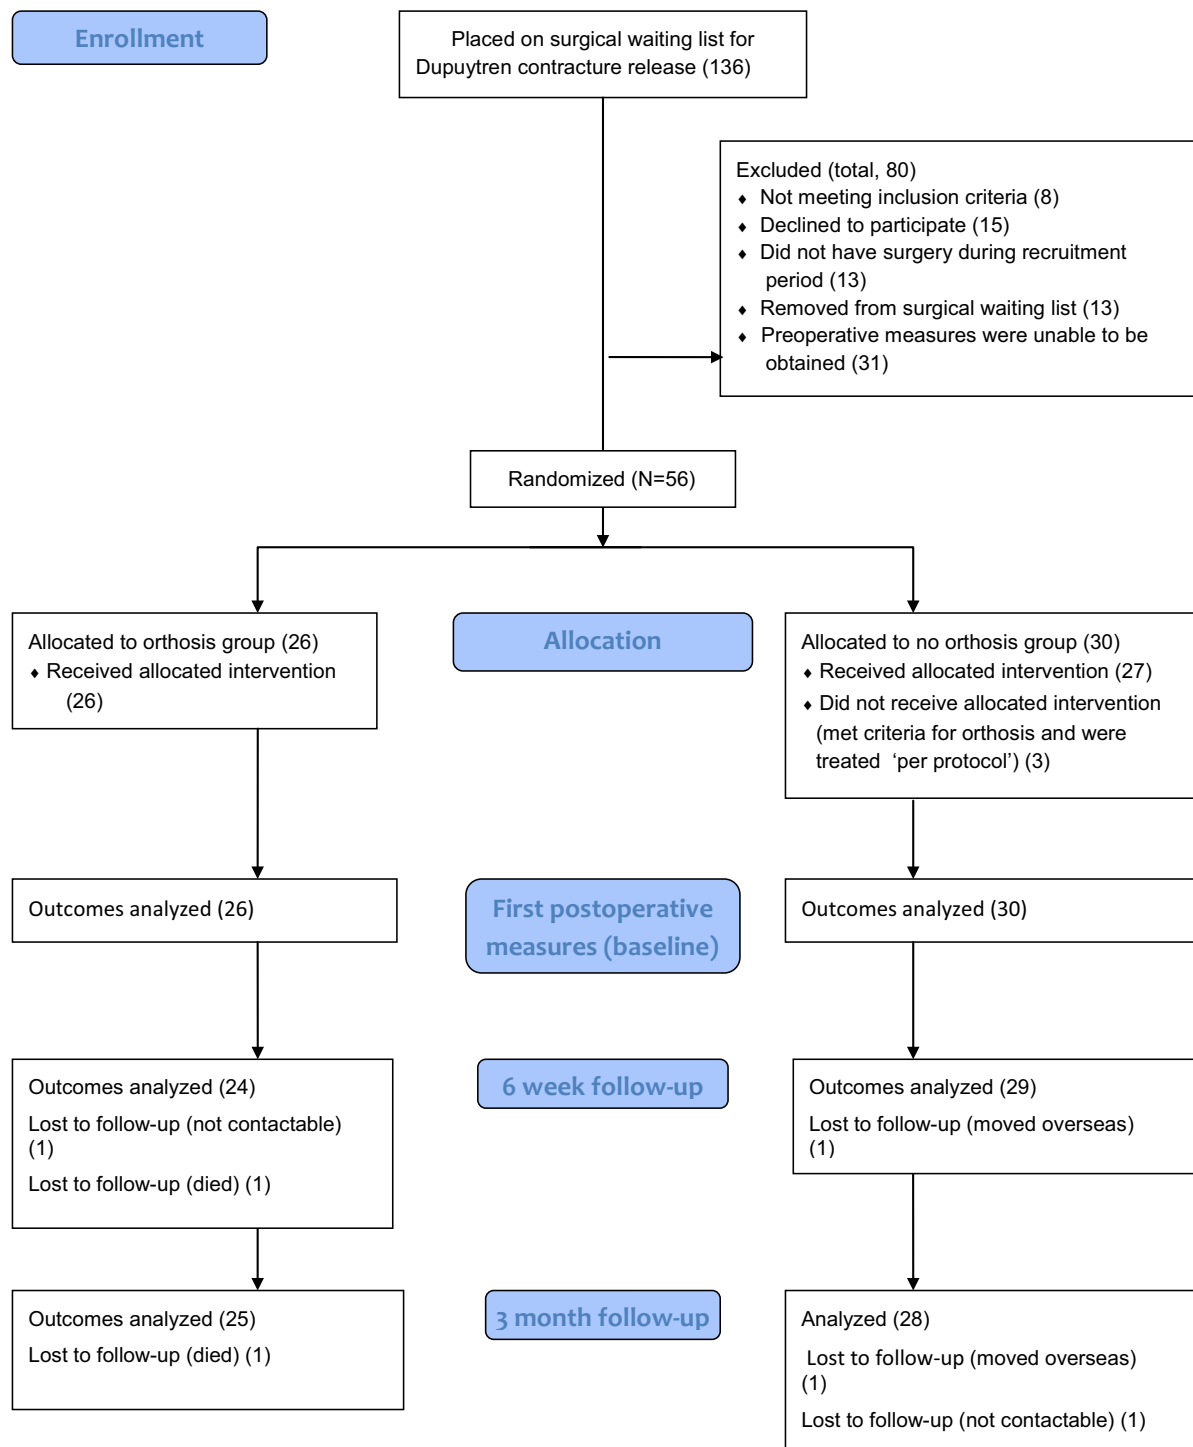 Enrollment
Placed on surgical waiting list for
Dupuytren contracture release (136)
Excluded (total, 80)
♦ Not meeting inclusion criteria (8)
♦ Declined to participate (15)
♦ Did not have surgery during recruitment
period (13)
♦ Removed from surgical waiting list (13)
♦ Preoperative measures were unable to be
obtained (31)
Randomized (N=56)
Allocated to orthosis group (26)
♦ Received allocated intervention
(26)
Allocation
Allocated to no orthosis group (30)
♦ Received allocated intervention (27)
♦ Did not receive allocated intervention
(met criteria for orthosis and were
treated ‘per protocol’) (3)
Outcomes analyzed (26)
First postoperative
measures (baseline)
Outcomes analyzed (30)
Outcomes analyzed (24)
Lost to follow-up (not contactable)
(1)
Lost to follow-up (died) (1)
6 week follow-up
Outcomes analyzed (29)
Lost to follow-up (moved overseas)
(1)
Outcomes analyzed (25)
Lost to follow-up (died) (1)
3 month follow-up
Analyzed (28)
Lost to follow-up (moved overseas)
(1)
Lost to follow-up (not contactable) (1)